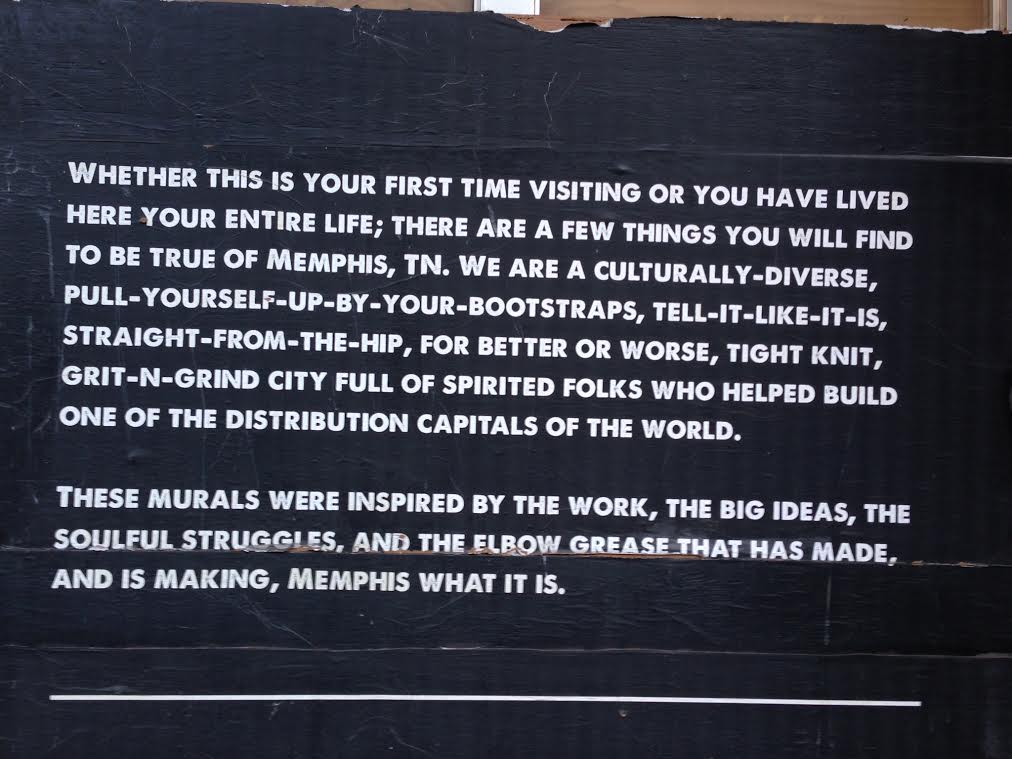 WHETHER THIS IS YOUR FIRST TIME VISITING OR YOU HAVE LIVED
HERE YOUR ENTIRE LIFE; THERE ARE A FEW THINGS YOU WILL FIND
TO BE TRUE OF MEMPHIS, TN. WE ARE A CULTURALLY-DIVERSE,
PULL-YOURSELF-UP-BY-YOUR-BOOTSTRAPS, TELL-IT-LIKE-IT-IS,
STRAIGHT-FROM-THE-HIP, FOR BETTER OR WORSE, TIGHT KNIT,
GRIT-N-GRIND CITY FULL OF SPIRITED FOLKS WHO HELPED BUILD
ONE OF THE DISTRIBUTION CAPITALS OF THE WORLD.
THESE MURALS WERE INSPIRED BY THE WORK, THE BIG IDEAS, THE
SOULFUL STRUGGLES, AND THE ELBOW GREASE THAT HAS MADE,
AND IS MAKING, MEMPHIS WHAT IT IS.